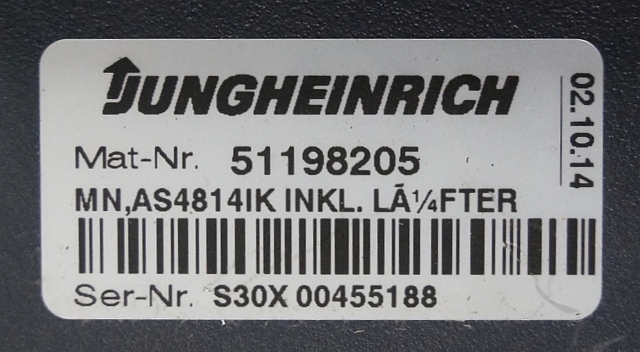 JUNGHEINRICH
02.10.14
Mat-Nr. 51198205
MN,AS4814IK INKL. LÃ¼FTER
Ser-Nr. S30X 00455188